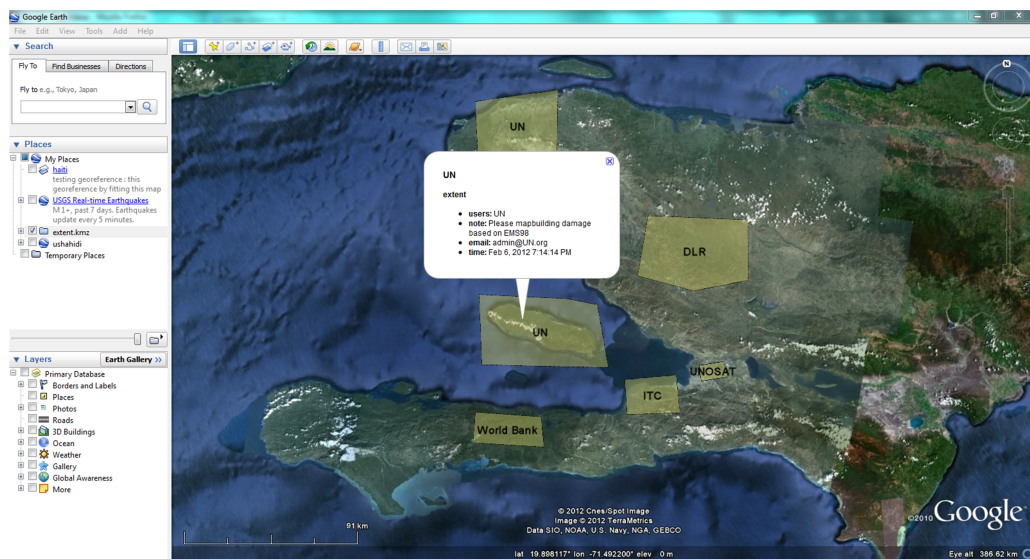 Google Earth
File Edit View Tools Add Help
▼ Search
Fly To Find Businesses Directions
Fly to e.g., Tokyo, Japan
▼ Places
My Places
haiti
testing georeference : this
georeference by fitting this map
USGS Real-time Earthquakes
M 1+, past 7 days. Earthquakes
update every 5 minutes.
extent.kmz
ushahidi
Temporary Places
▼ Layers
Earth Gallery >>
Primary Database
Borders and Labels
Places
Photos
Roads
3D Buildings
Ocean
Weather
Gallery
Global Awareness
More
UN
UN
extent
• users: UN
• note: Please mapbuilding damage
based on EMS98
• email: admin@UN.org
• time: Feb 6, 2012 7:14:14 PM
DLR
UN
UNOSAT
ITC
World Bank
N
91 km
© 2012 Cnes/Spot Image
Image © 2012 TerraMetrics
Data SIO, NOAA, U.S. Navy, NGA, GEBCO
©2010 Google
lat 19.898117° lon -71.492200° elev 0 m
Eye alt 386.62 km